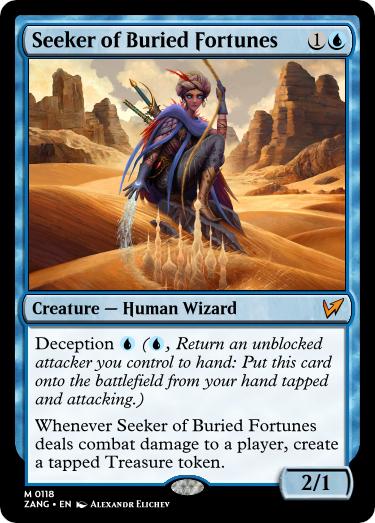 Seeker of Buried Fortunes 1
Creature — Human Wizard
Deception (, Return an unblocked
attacker you control to hand: Put this card
onto the battlefield from your hand tapped
and attacking.)
Whenever Seeker of Buried Fortunes
deals combat damage to a player, create
a tapped Treasure token.
2/1
M 0118
ZANG • EN Alexandr Elichev